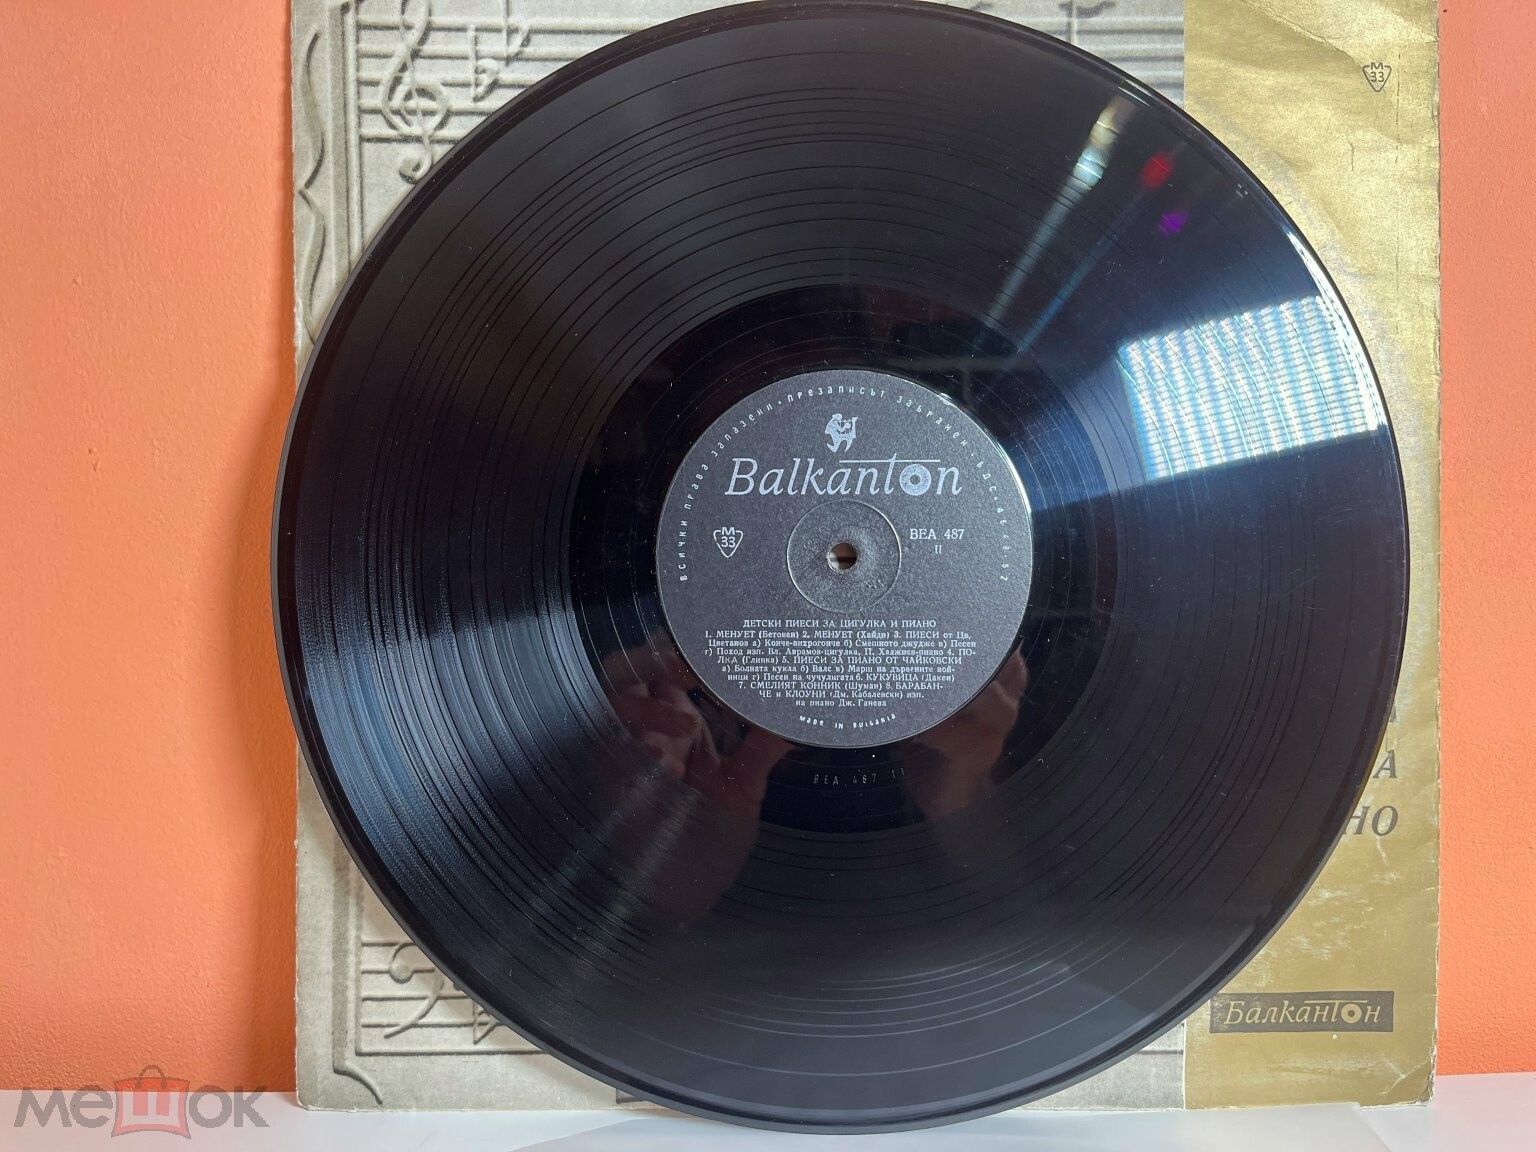 М
33
ВСИЧКИ ПРАВА ЗАПАЗЕНИ · ПРЕЗАПИСЪТ ЗАБРАНЕН · БДС
Balkanton
М
33
ВЕА 487
II
ДЕТСКИ ПИЕСИ ЗА ЦИГУЛКА И ПИАНО
1. МЕНУЕТ (Бетовен) 2. МЕНУЕТ (Хайдн) 3. ПИЕСИ от Цв.
Цветанов а) Конче-вихрогонче б) Смешното джудже в) Песен
г) Поход изп. Вл. Аврамов-цигулка, П. Хаджиев-пиано 4. ПО-
ЛКА (Глинка) 5. ПИЕСИ ЗА ПИАНО ОТ ЧАЙКОВСКИ
а) Болната кукла б) Валс в) Марш на дървените вой-
ници г) Песен на чучулигата 6. КУКУВИЦА (Дакен)
7. СМЕЛИЯТ КОННИК (Шуман) 8. БАРАБАН-
ЧЕ и КЛОУНИ (Дм. Кабалевски) изп.
на пиано Дж. Ганева
MADE IN BULGARIA
ВЕА 487 II
А
НО
Балкантон
мешок